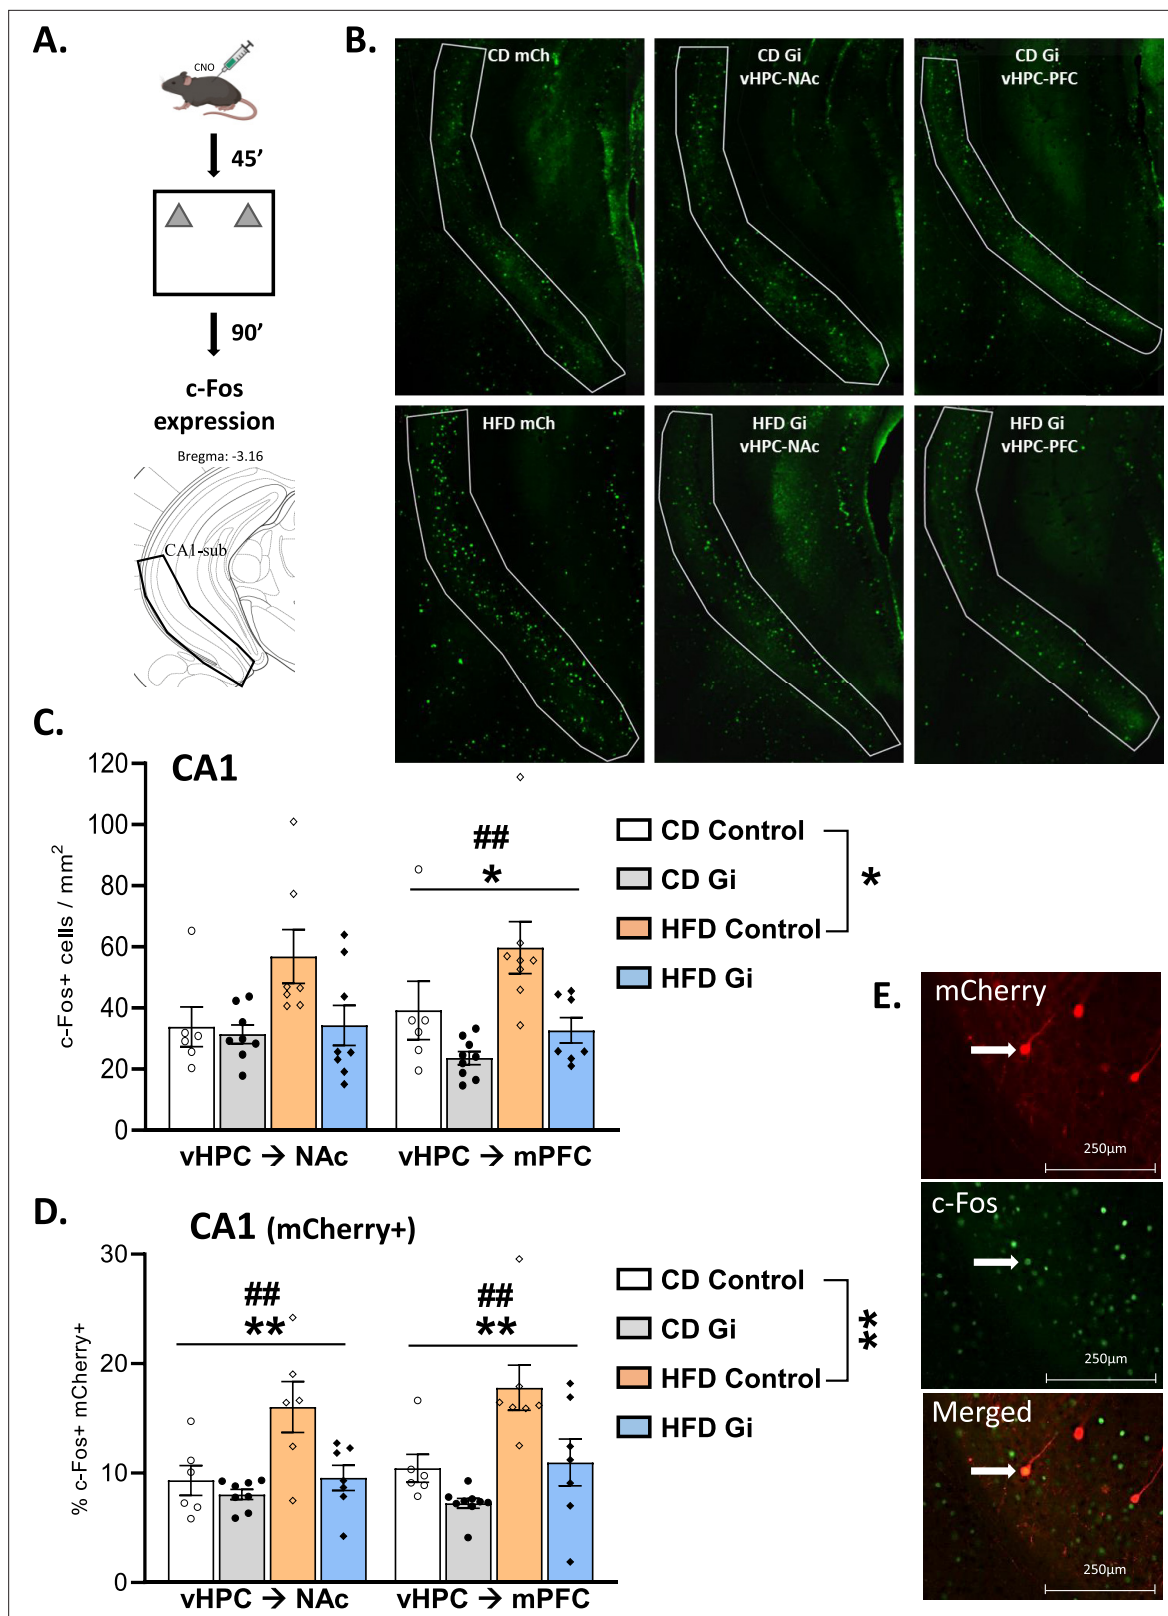 A.
CNO
45’
90’
c-Fos
expression
Bregma: -3.16
CA1-sub
B.
CD mCh
CD Gi
vHPC-NAc
CD Gi
vHPC-PFC
HFD mCh
HFD Gi
vHPC-NAc
HFD Gi
vHPC-PFC
C.
CA1
c-Fos+ cells / mm²
120
100
80
60
40
20
0
##
*
vHPC → NAc
vHPC → mPFC
CD Control
CD Gi
HFD Control
HFD Gi
*
D.
CA1 (mCherry+)
% c-Fos+ mCherry+
30
20
10
0
##
**
##
**
vHPC → NAc
vHPC → mPFC
CD Control
CD Gi
HFD Control
HFD Gi
**
E.
mCherry
250µm
c-Fos
250µm
Merged
250µm